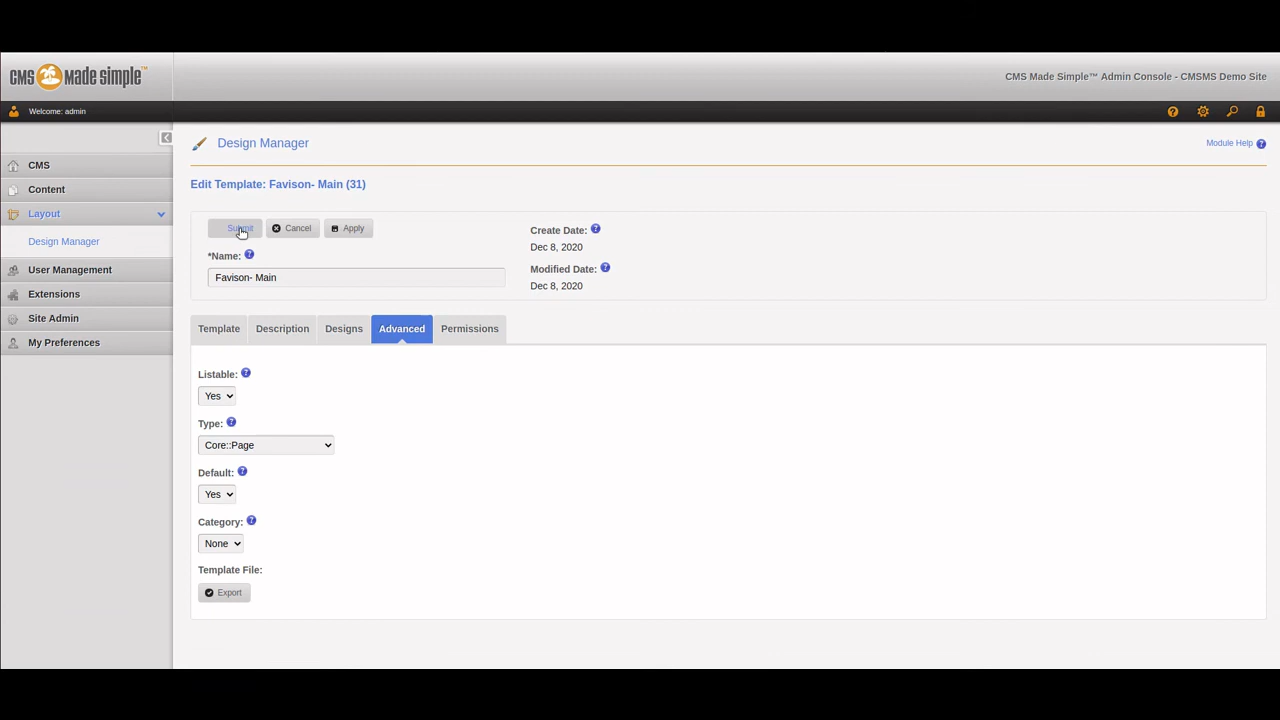 CMS made simple™
CMS Made Simple™ Admin Console - CMSMS Demo Site
Welcome: admin
CMS
Content
Layout
Design Manager
User Management
Extensions
Site Admin
My Preferences
Design Manager
Module Help
Edit Template: Favison- Main (31)
Submit
Cancel
Apply
*Name:
Favison- Main
Create Date:
Dec 8, 2020
Modified Date:
Dec 8, 2020
Template
Description
Designs
Advanced
Permissions
Listable:
Yes
Type:
Core::Page
Default:
Yes
Category:
None
Template File:
Export